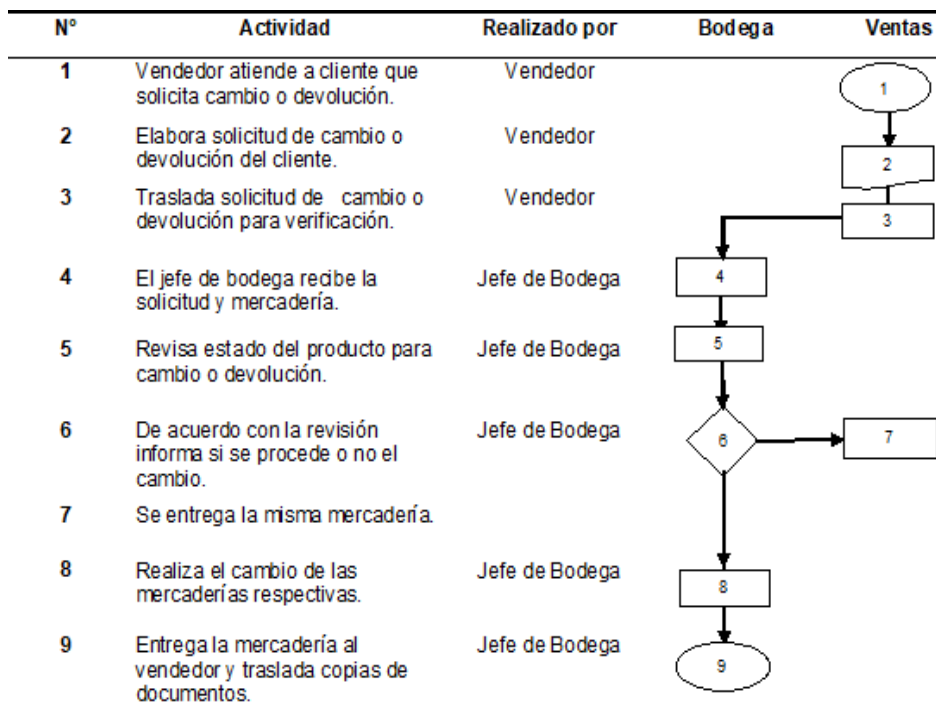 N° Actividad Realizado por Bodega Ventas
1 Vendedor atiende a cliente que Vendedor
solicita cambio o devolución.
1
2 Elabora solicitud de cambio o Vendedor
devolución del cliente.
2
3 Traslada solicitud de cambio o Vendedor
devolución para verificación.
3
4 El jefe de bodega recibe la Jefe de Bodega 4
solicitud y mercadería.
5 Revisa estado del producto para Jefe de Bodega 5
cambio o devolución.
6 De acuerdo con la revisión Jefe de Bodega 6 7
informa si se procede o no el
cambio.
7 Se entrega la misma mercadería.
8 Realiza el cambio de las Jefe de Bodega 8
mercaderías respectivas.
9 Entrega la mercadería al Jefe de Bodega 9
vendedor y traslada copias de
documentos.